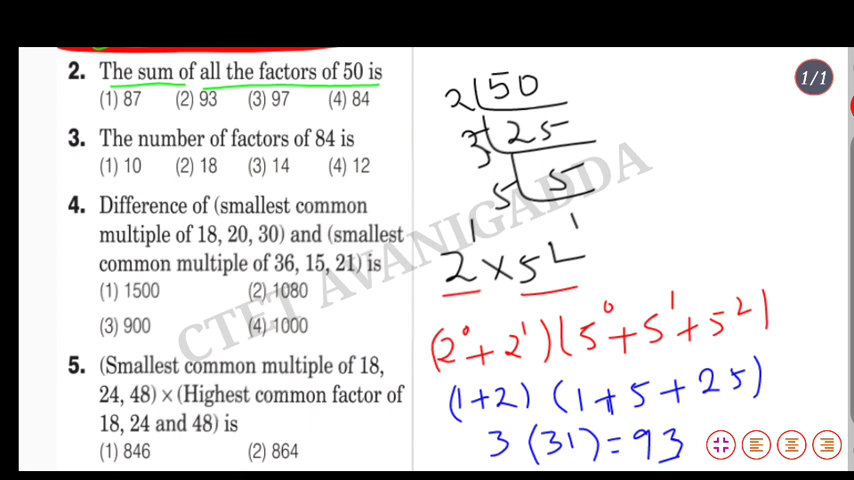 2. The sum of all the factors of 50 is
(1) 87 (2) 93 (3) 97 (4) 84
3. The number of factors of 84 is
(1) 10 (2) 18 (3) 14 (4) 12
4. Difference of (smallest common
multiple of 18, 20, 30) and (smallest
common multiple of 36, 15, 21) is
(1) 1500 (2) 1080
(3) 900 (4) 1000
5. (Smallest common multiple of 18,
24, 48) × (Highest common factor of
18, 24 and 48) is
(1) 846 (2) 864
1/1
2 50
25
5 5
2¹ × 5
(2⁰ + 2¹) (5⁰ + 5¹ + 5²)
(1+2) (1 + 5 + 25)
3 (31) = 93
CTET AVANIGADDA